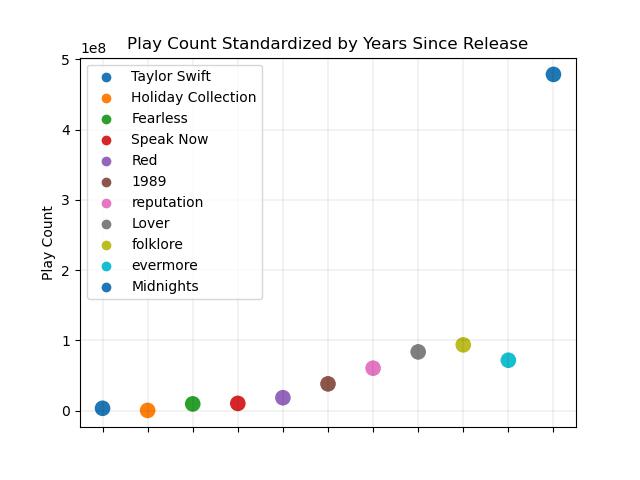 Play Count Standardized by Years Since Release
1e8
5
4
3
2
1
0
Play Count
Taylor Swift
Holiday Collection
Fearless
Speak Now
Red
1989
reputation
Lover
folklore
evermore
Midnights